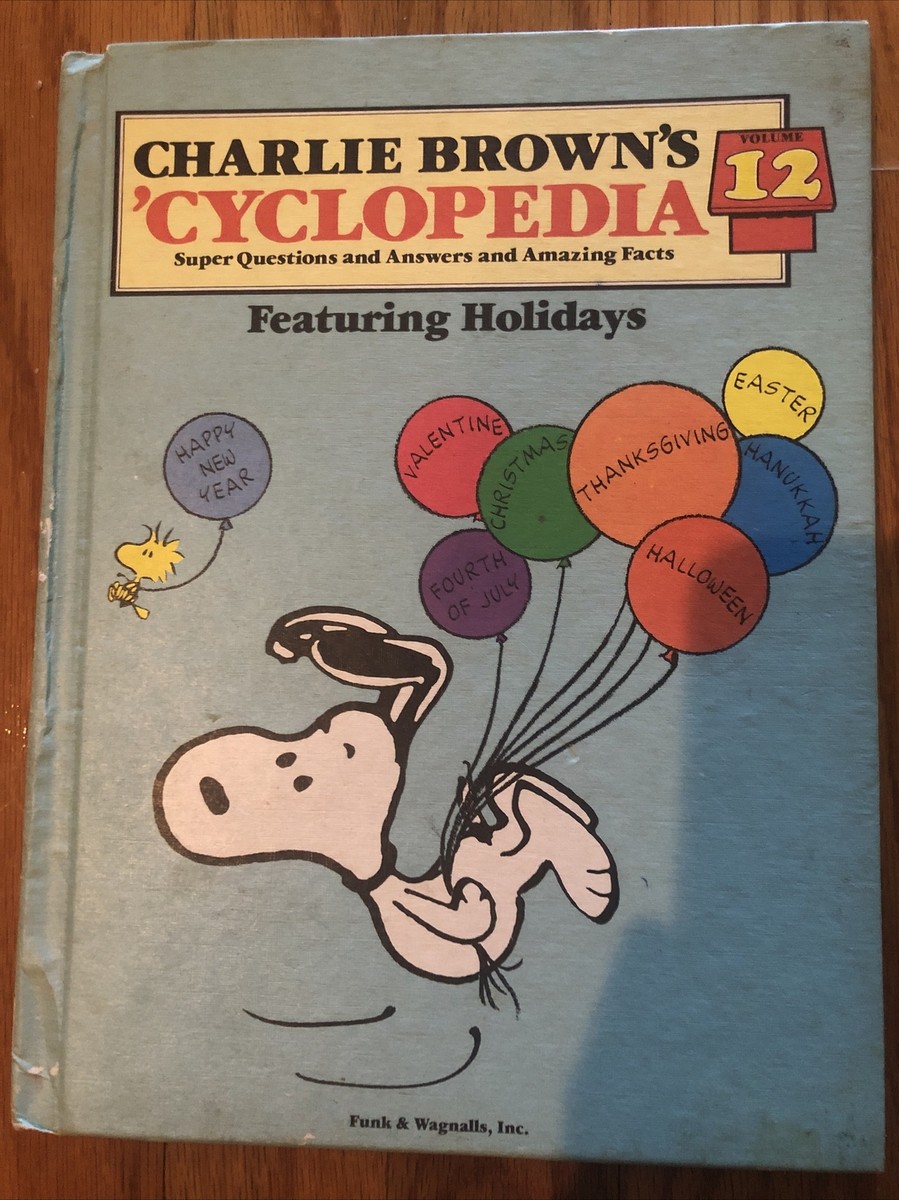 CHARLIE BROWN'S
'CYCLOPEDIA
Super Questions and Answers and Amazing Facts
VOLUME
12
Featuring Holidays
HAPPY
NEW
YEAR
VALENTINE
CHRISTMAS
THANKSGIVING
EASTER
HANUKKAH
FOURTH
OF JULY
HALLOWEEN
Funk & Wagnalls, Inc.